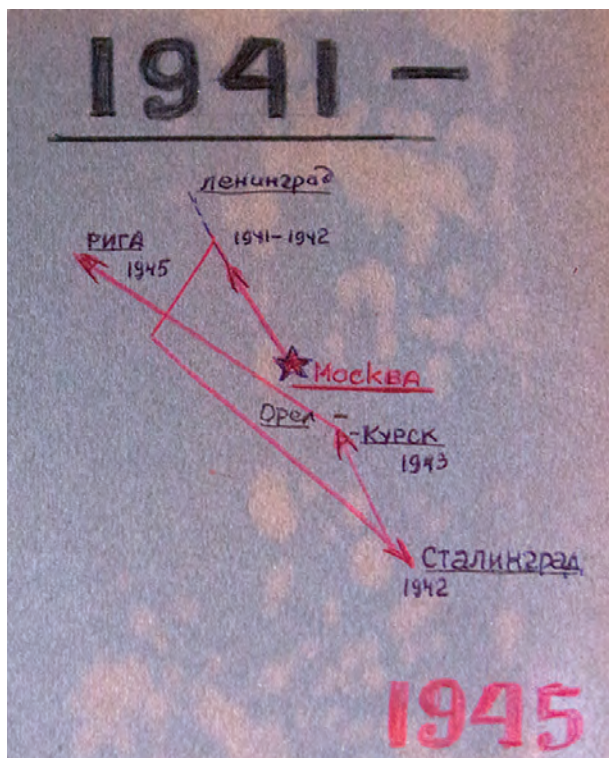 1941 –
Ленинград
1941-1942
РИГА
1945
Москва
Орел –
-КУРСК
1943
Сталинград
1942
1945